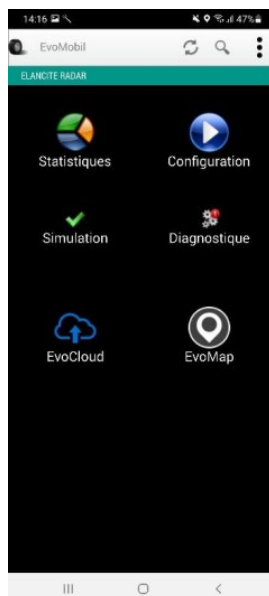 14:16 47%
EvoMobil
ELANCITE RADAR
Statistiques Configuration
Simulation Diagnostique
EvoCloud EvoMap